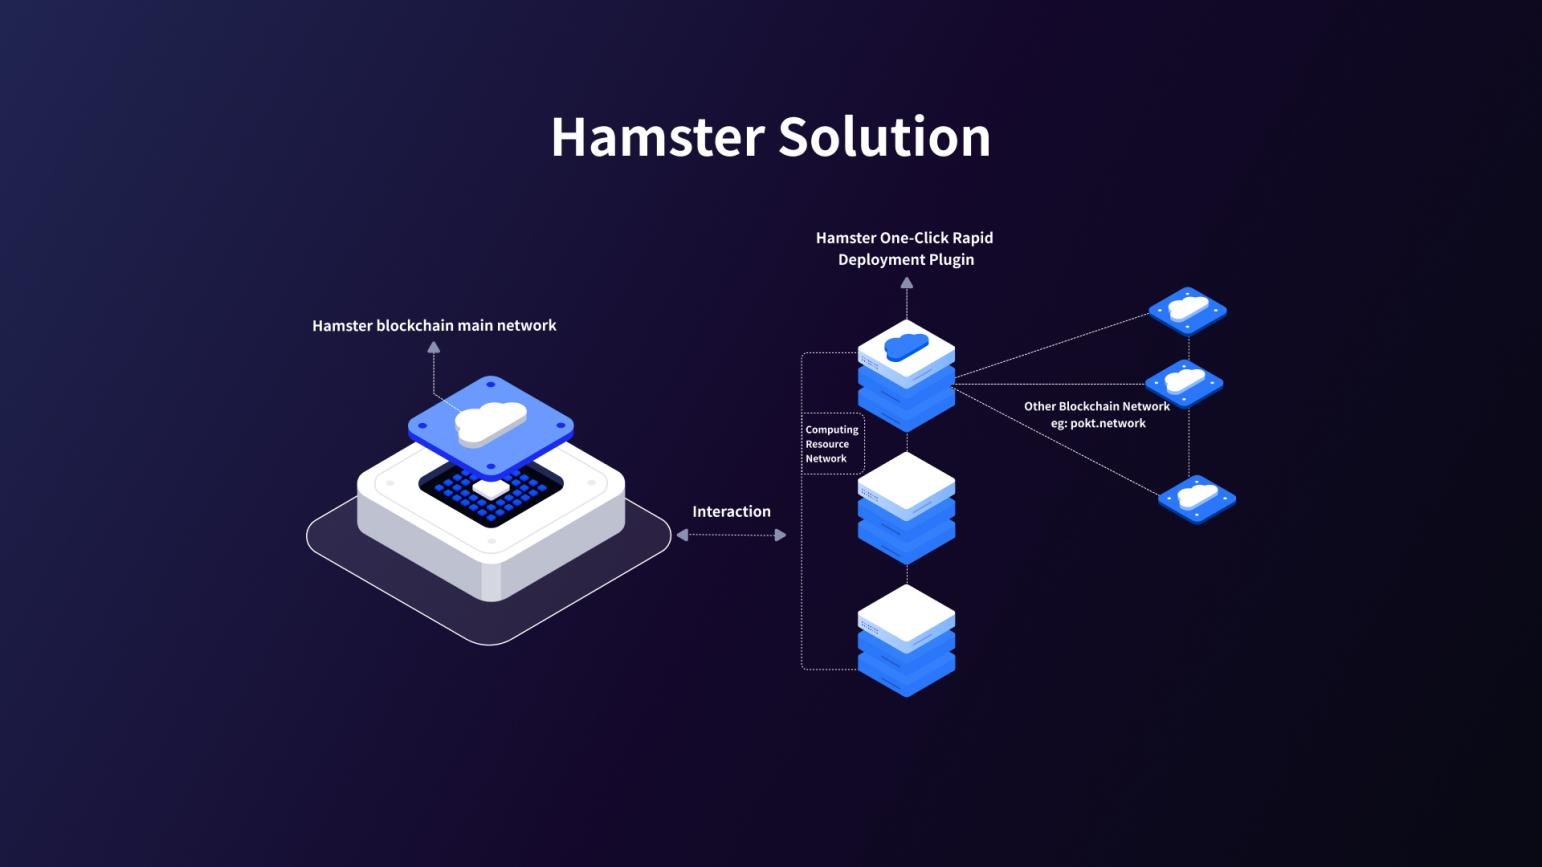 Hamster Solution
Hamster One-Click Rapid
Deployment Plugin
Hamster blockchain main network
Other Blockchain Network
eg: pokt.network
Computing
Resource
Network
Interaction